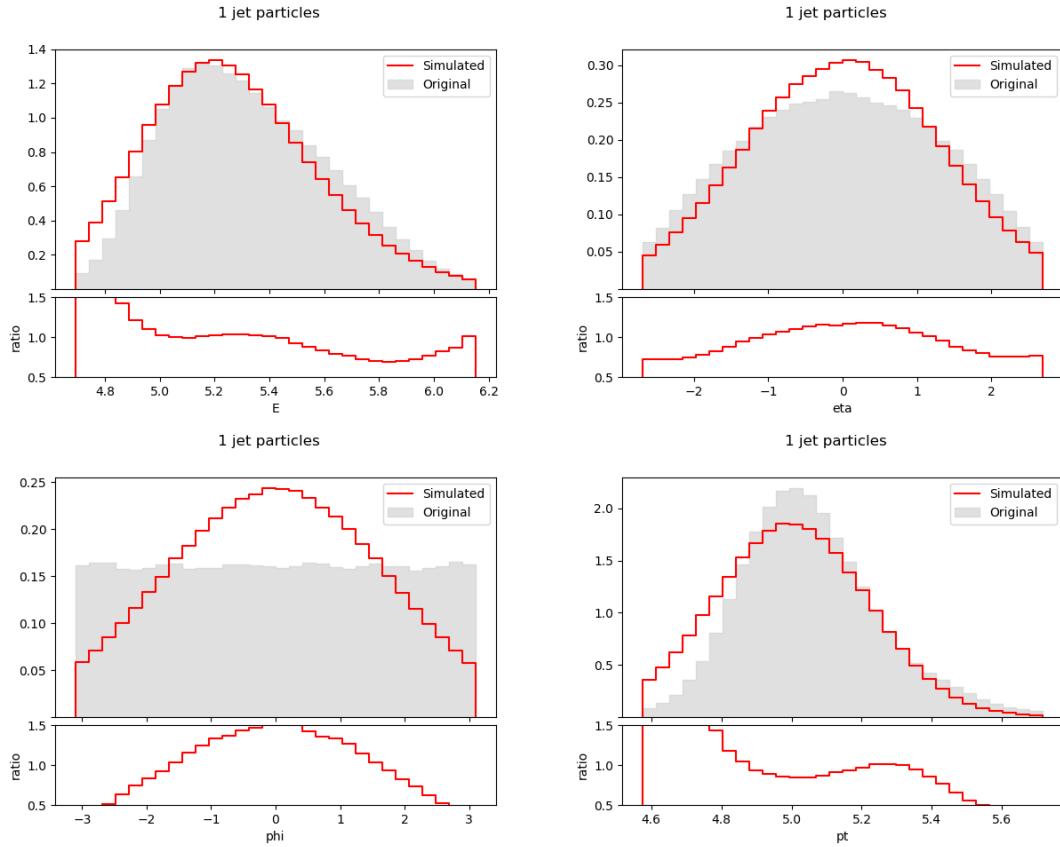 1 jet particles
1.4
1.2
1.0
0.8
0.6
0.4
0.2
Simulated
Original
1.5
1.0
0.5
ratio
4.8 5.0 5.2 5.4 5.6 5.8 6.0 6.2
E
1 jet particles
0.30
0.25
0.20
0.15
0.10
0.05
Simulated
Original
1.5
1.0
0.5
ratio
−2 −1 0 1 2
eta
1 jet particles
0.25
0.20
0.15
0.10
0.05
Simulated
Original
1.5
1.0
0.5
ratio
−3 −2 −1 0 1 2 3
phi
1 jet particles
2.0
1.5
1.0
0.5
Simulated
Original
1.5
1.0
0.5
ratio
4.6 4.8 5.0 5.2 5.4 5.6
pt